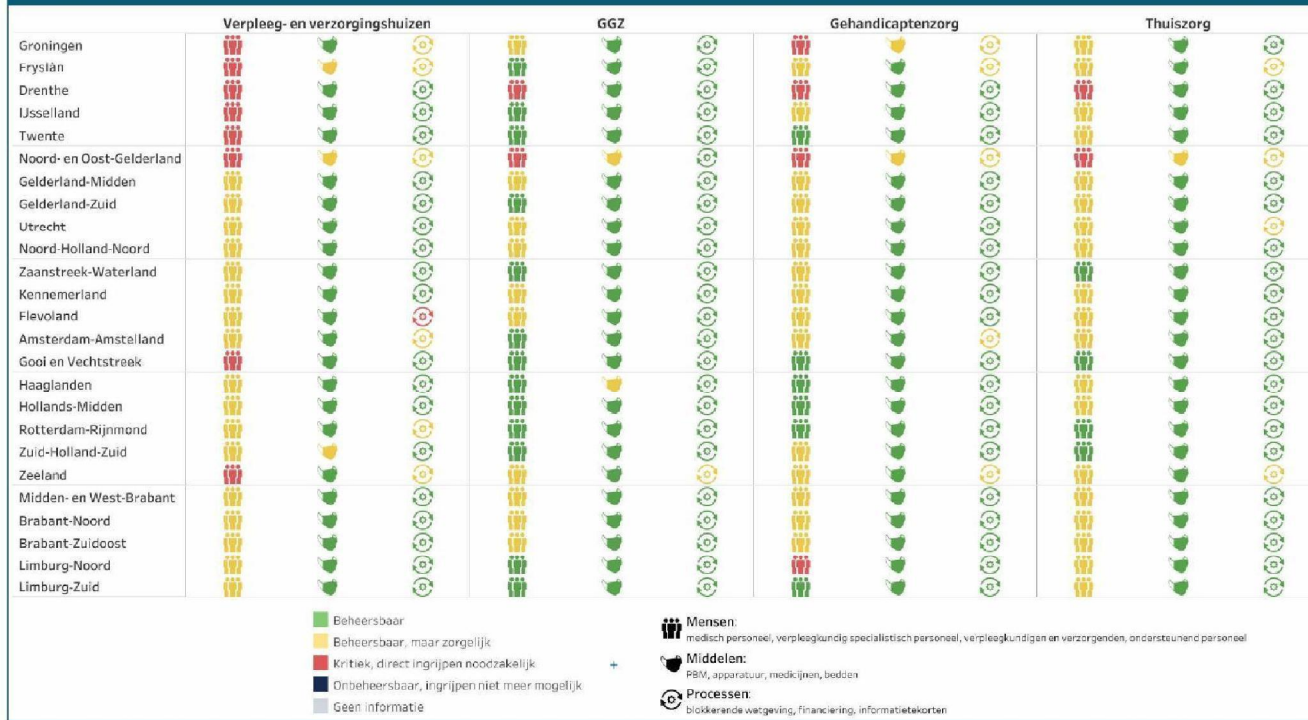 Verpleeg- en verzorgingshuizen GGZ Gehandicaptenzorg Thuiszorg
Groningen
Fryslân
Drenthe
IJsselland
Twente
Noord- en Oost-Gelderland
Gelderland-Midden
Gelderland-Zuid
Utrecht
Noord-Holland-Noord
Zaanstreek-Waterland
Kennemerland
Flevoland
Amsterdam-Amstelland
Gooi en Vechtstreek
Haaglanden
Hollands-Midden
Rotterdam-Rijnmond
Zuid-Holland-Zuid
Zeeland
Midden- en West-Brabant
Brabant-Noord
Brabant-Zuidoost
Limburg-Noord
Limburg-Zuid
Beheersbaar
Beheersbaar, maar zorgelijk
Kritiek, direct ingrijpen noodzakelijk +
Onbeheersbaar, ingrijpen niet meer mogelijk
Geen informatie
Mensen:
medisch personeel, verpleegkundig specialistisch personeel, verpleegkundigen en verzorgenden, ondersteunend personeel
Middelen:
PBM, apparatuur, medicijnen, bedden
Processen:
blokkerende wetgeving, financiering, informatietekorten